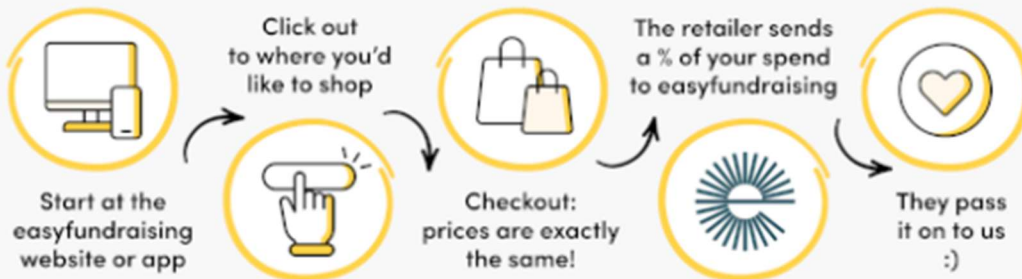 Start at the
easyfundraising
website or app
Click out
to where you'd
like to shop
Checkout:
prices are exactly
the same!
The retailer sends
a % of your spend
to easyfundraising
They pass
it on to us
:)